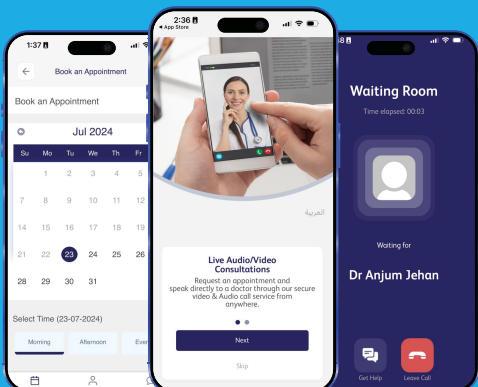 1:37
Book an Appointment
Book an Appointment
Jul 2024
Su Mo Tu We Th Fr
1 2 3 4 5
7 8 9 10 11 12
14 15 16 17 18 19
21 22 23 24 25 26
28 29 30 31
Select Time (23-07-2024)
Morning Afternoon
2:36
App Store
العربية
Live Audio/Video
Consultations
Request an appointment and
speak directly to a doctor through our secure
video & Audio call service from
anywhere.
Next
Skip
Waiting Room
Time elapsed: 00:03
Waiting for
Dr Anjum Jehan
Get Help Leave Call